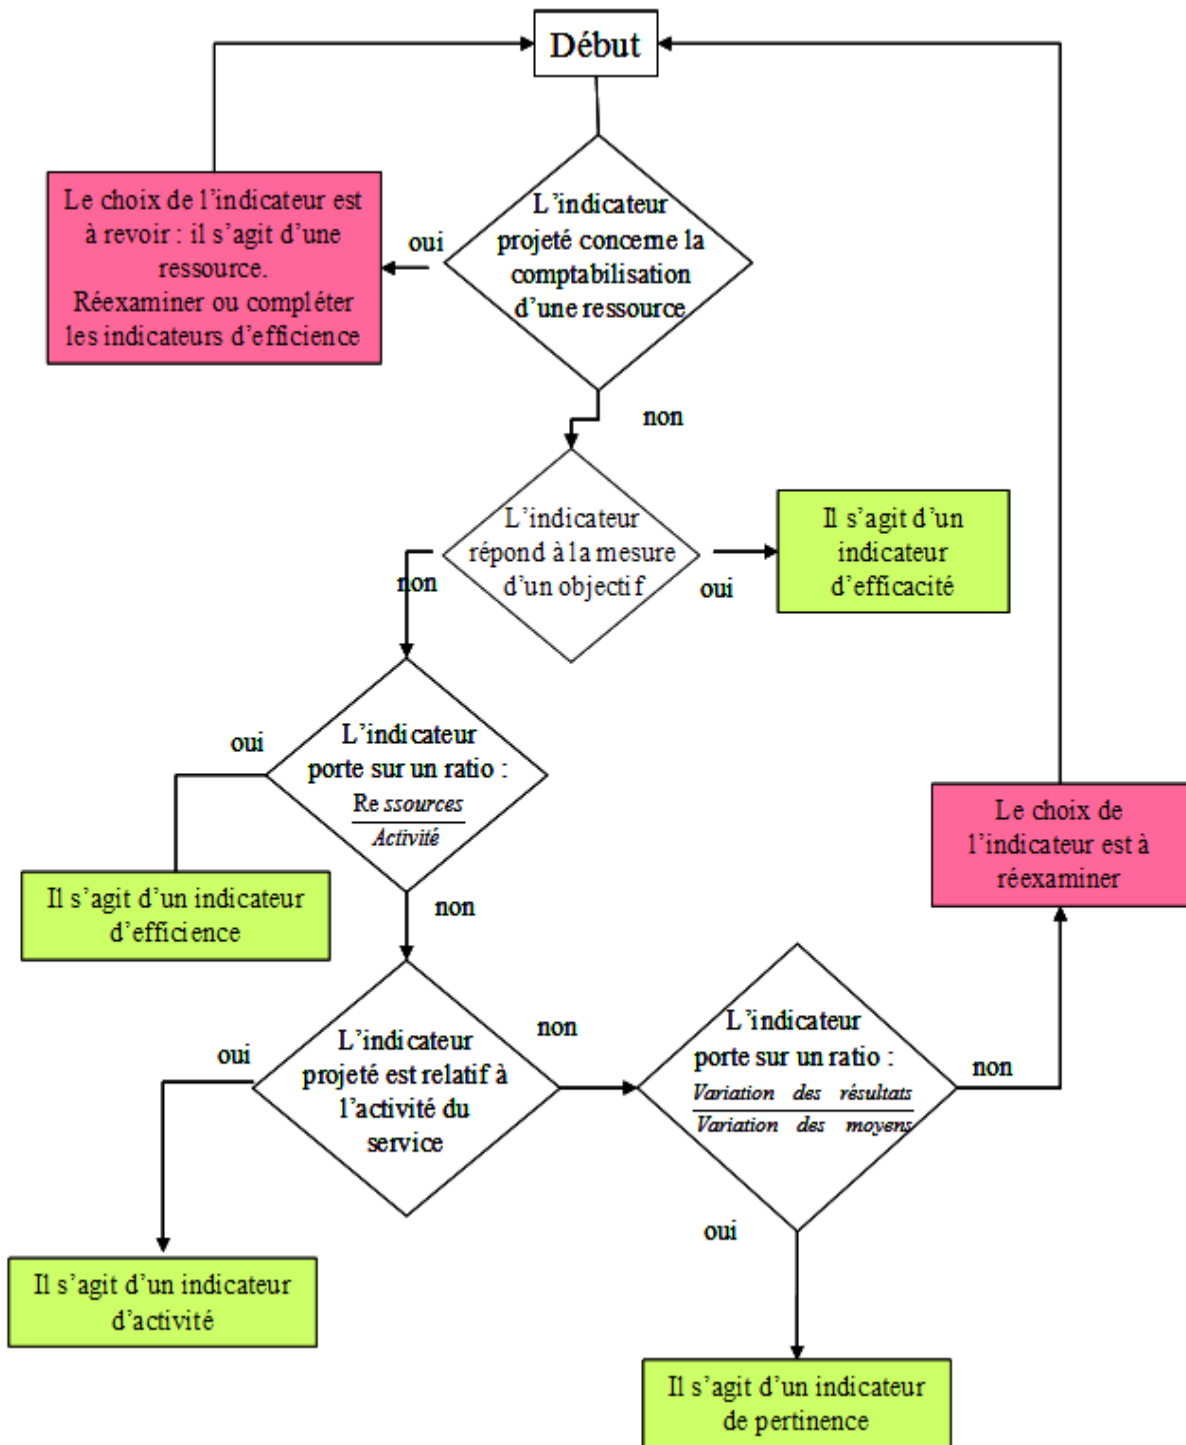 Début
Le choix de l'indicateur est
à revoir : il s'agit d'une
ressource.
Réexaminer ou compléter
les indicateurs d'efficience
oui
L'indicateur
projeté concerne la
comptabilisation
d'une ressource
non
L'indicateur
répond à la mesure
d'un objectif
non
oui
Il s'agit d'un
indicateur
d'efficacité
oui
L'indicateur
porte sur un ratio :
Re ssources
Activité
Il s'agit d'un indicateur
d'efficience
non
Le choix de
l'indicateur est à
réexaminer
oui
L'indicateur
projeté est relatif à
l'activité du
service
non
L'indicateur
porte sur un ratio :
Variation des résultats
Variation des moyens
non
oui
Il s'agit d'un indicateur
d'activité
Il s'agit d'un indicateur
de pertinence